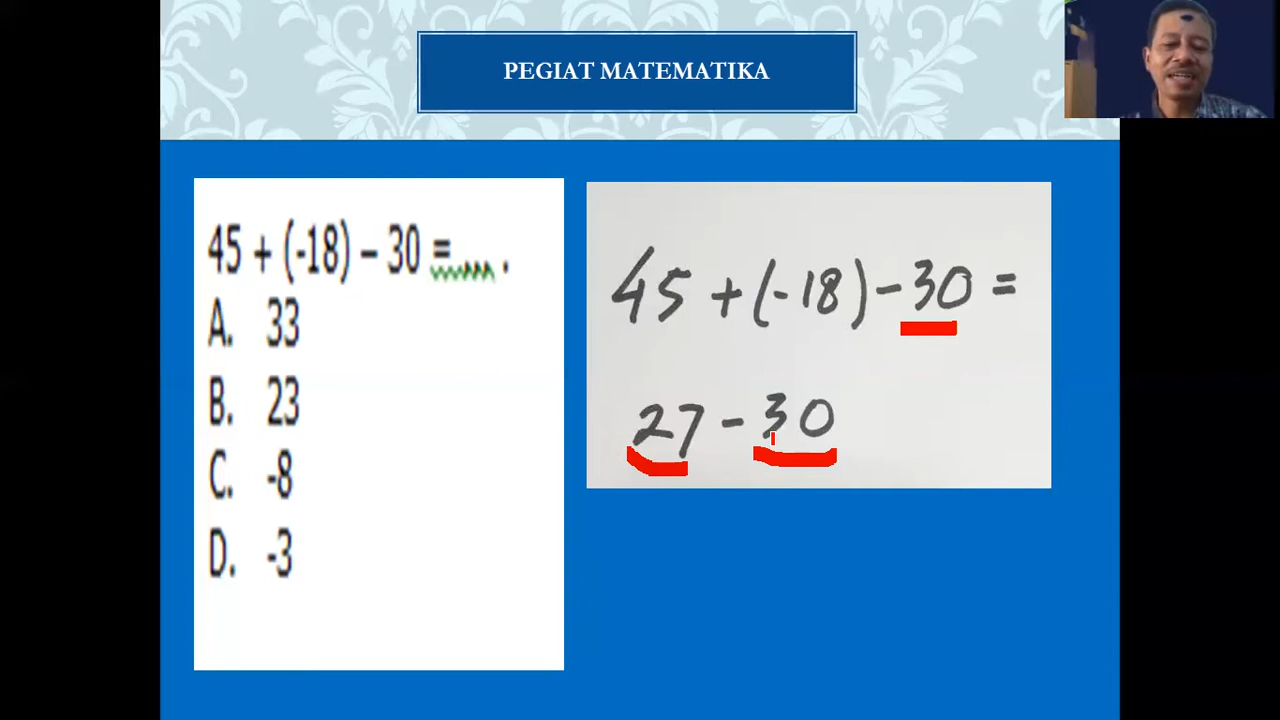 PEGIAT MATEMATIKA
45 + (-18) – 30 =.... .
A. 33
B. 23
C. -8
D. -3
45 + (-18) - 30 =
27 - 30